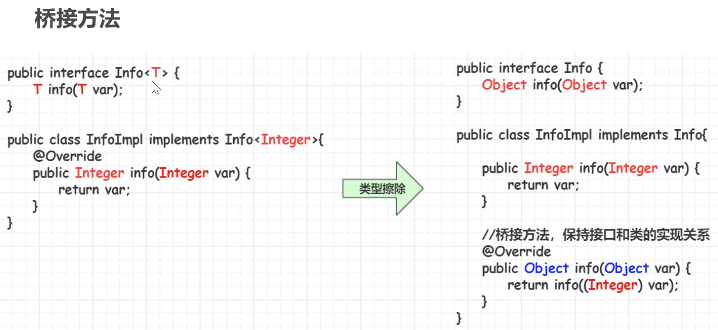 桥接方法
public interface Info<T> {
T info(T var);
}
public class InfoImpl implements Info<Integer>{
@Override
public Integer info(Integer var) {
return var;
}
}
类型擦除
public interface Info {
Object info(Object var);
}
public class InfoImpl implements Info{
public Integer info(Integer var) {
return var;
}
//桥接方法，保持接口和类的实现关系
@Override
public Object info(Object var) {
return info((Integer) var);
}
}